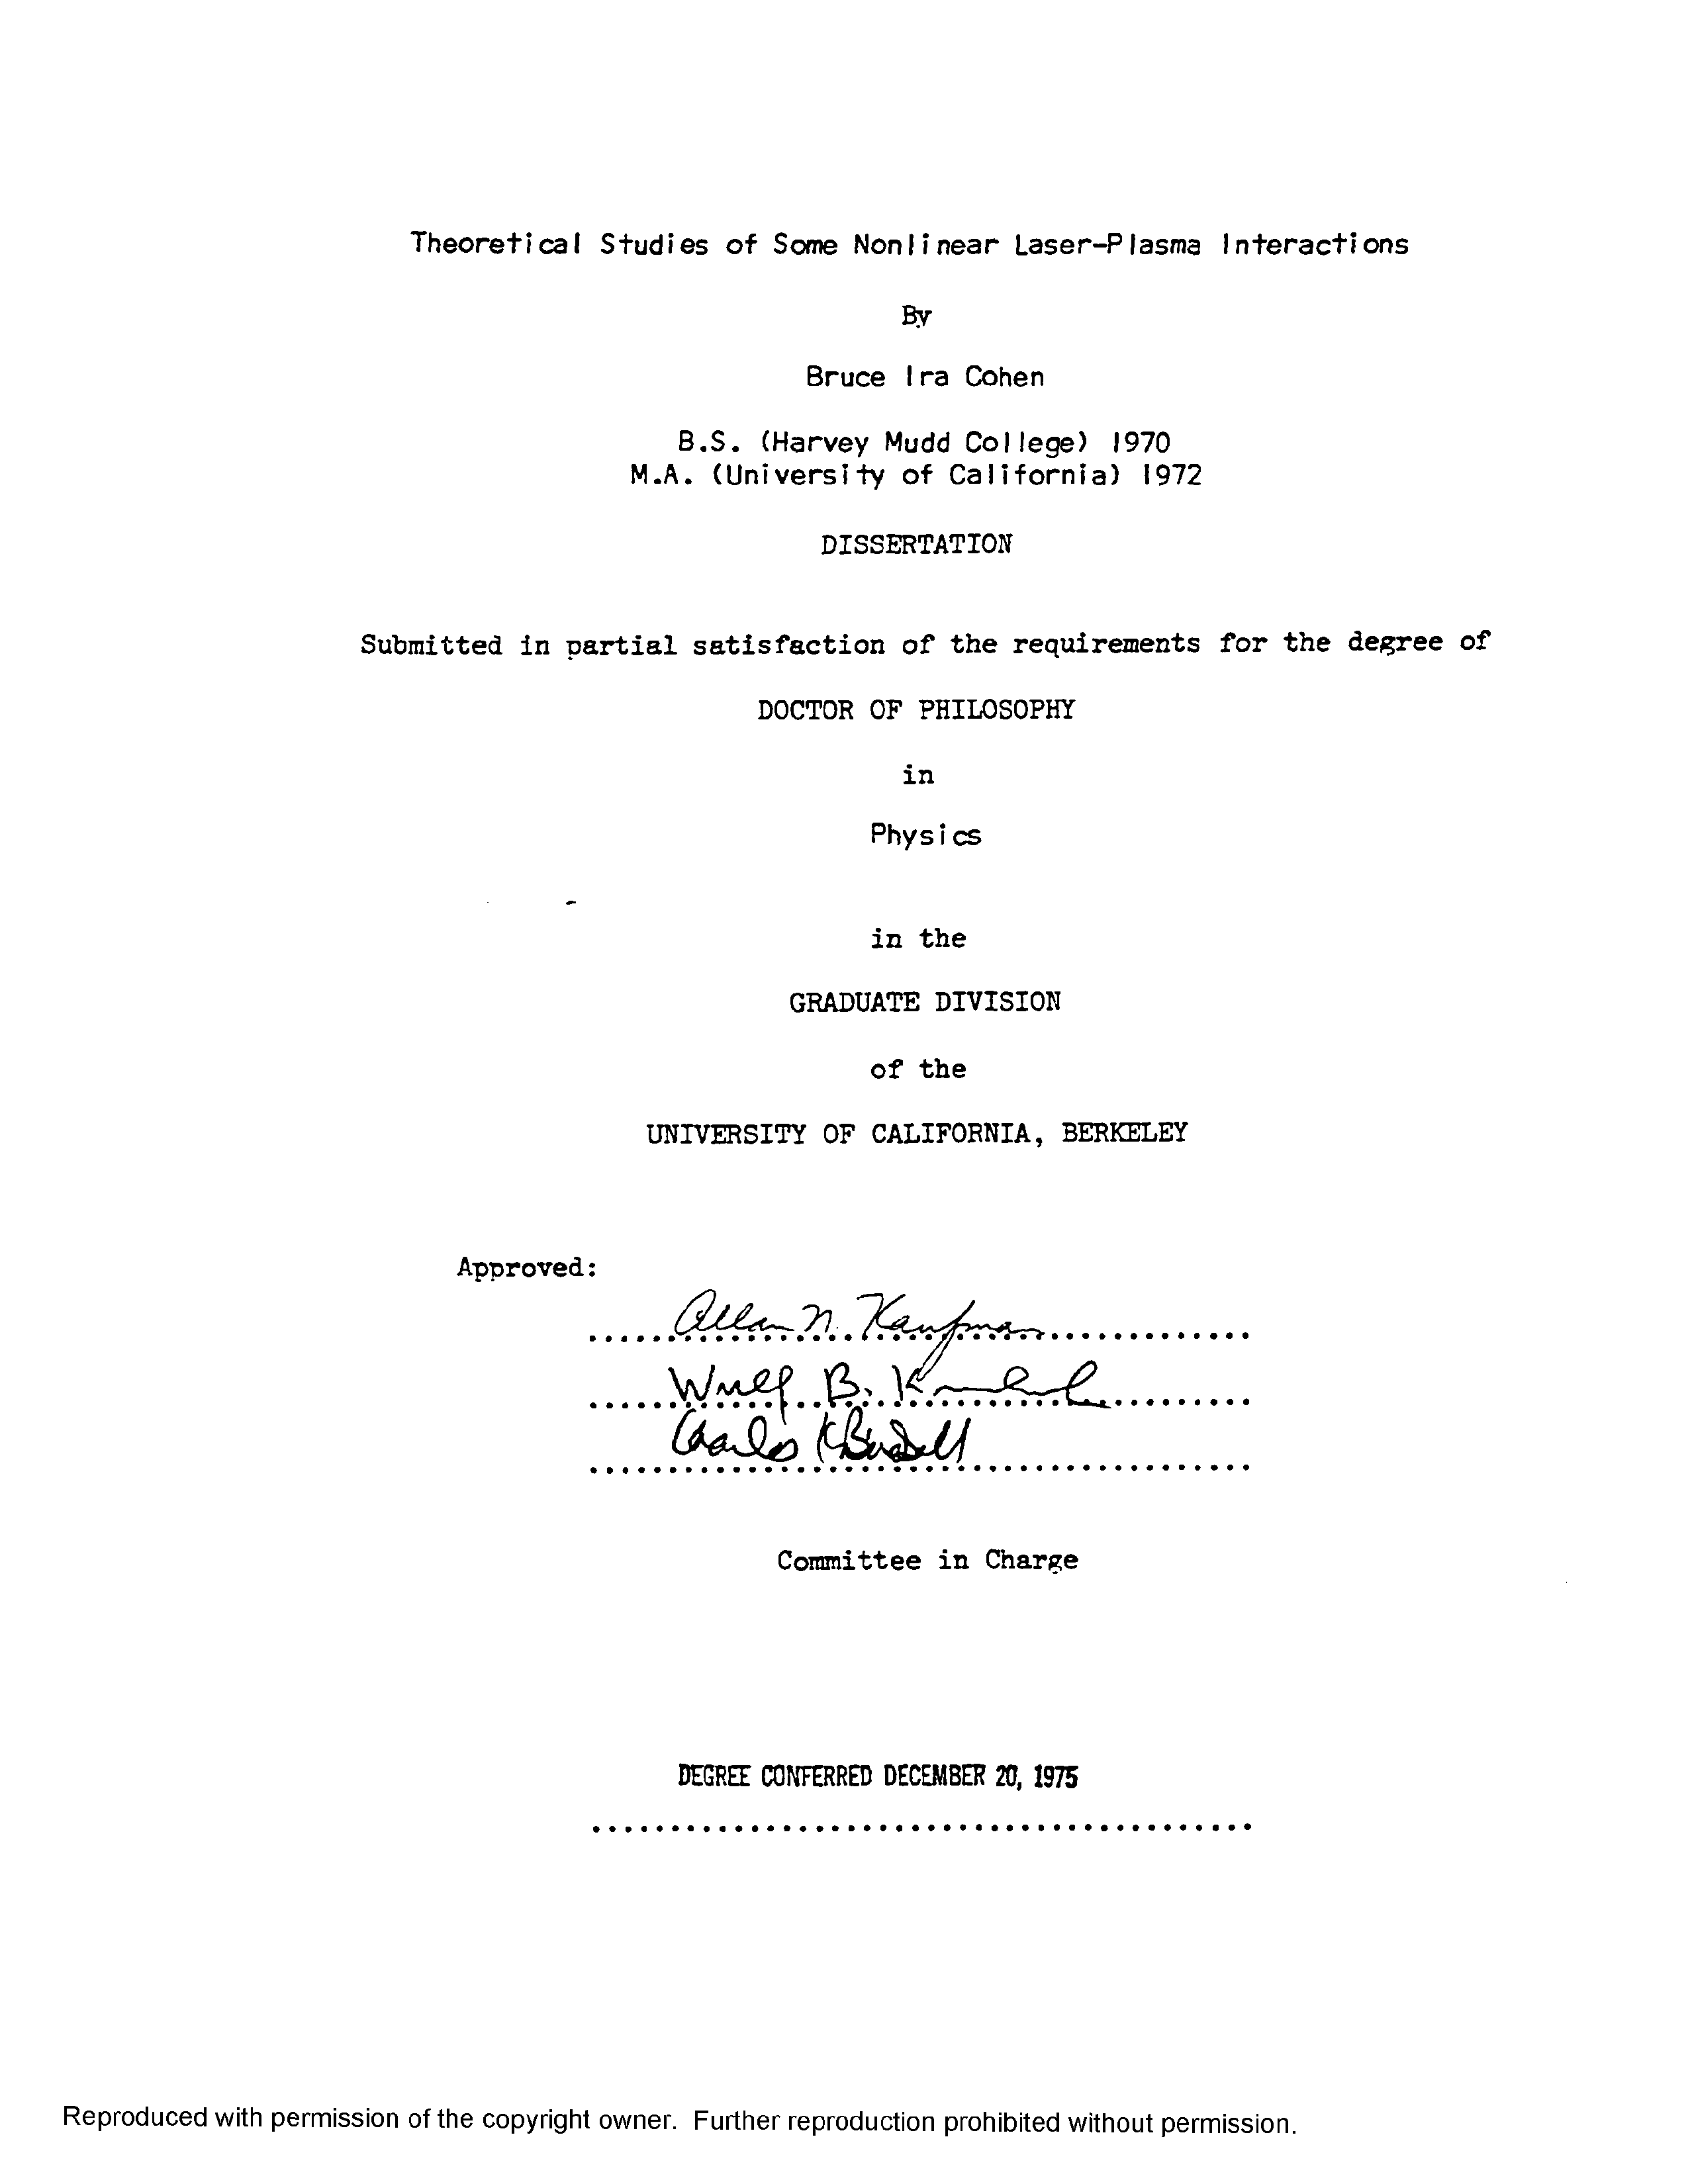 Theoretical Studies of Some Nonlinear Laser-Plasma Interactions
By
Bruce Ira Cohen
B.S. (Harvey Mudd College) 1970
M.A. (University of California) 1972
DISSERTATION
Submitted in partial satisfaction of the requirements for the degree of
DOCTOR OF PHILOSOPHY
in
Physics
in the
GRADUATE DIVISION
of the
UNIVERSITY OF CALIFORNIA, BERKELEY
Approved:
Allan N. Kaufman
Wulf B. Kunkel
Charles K Birdsall
Committee in Charge
DEGREE CONFERRED DECEMBER 20, 1975
Reproduced with permission of the copyright owner. Further reproduction prohibited without permission.